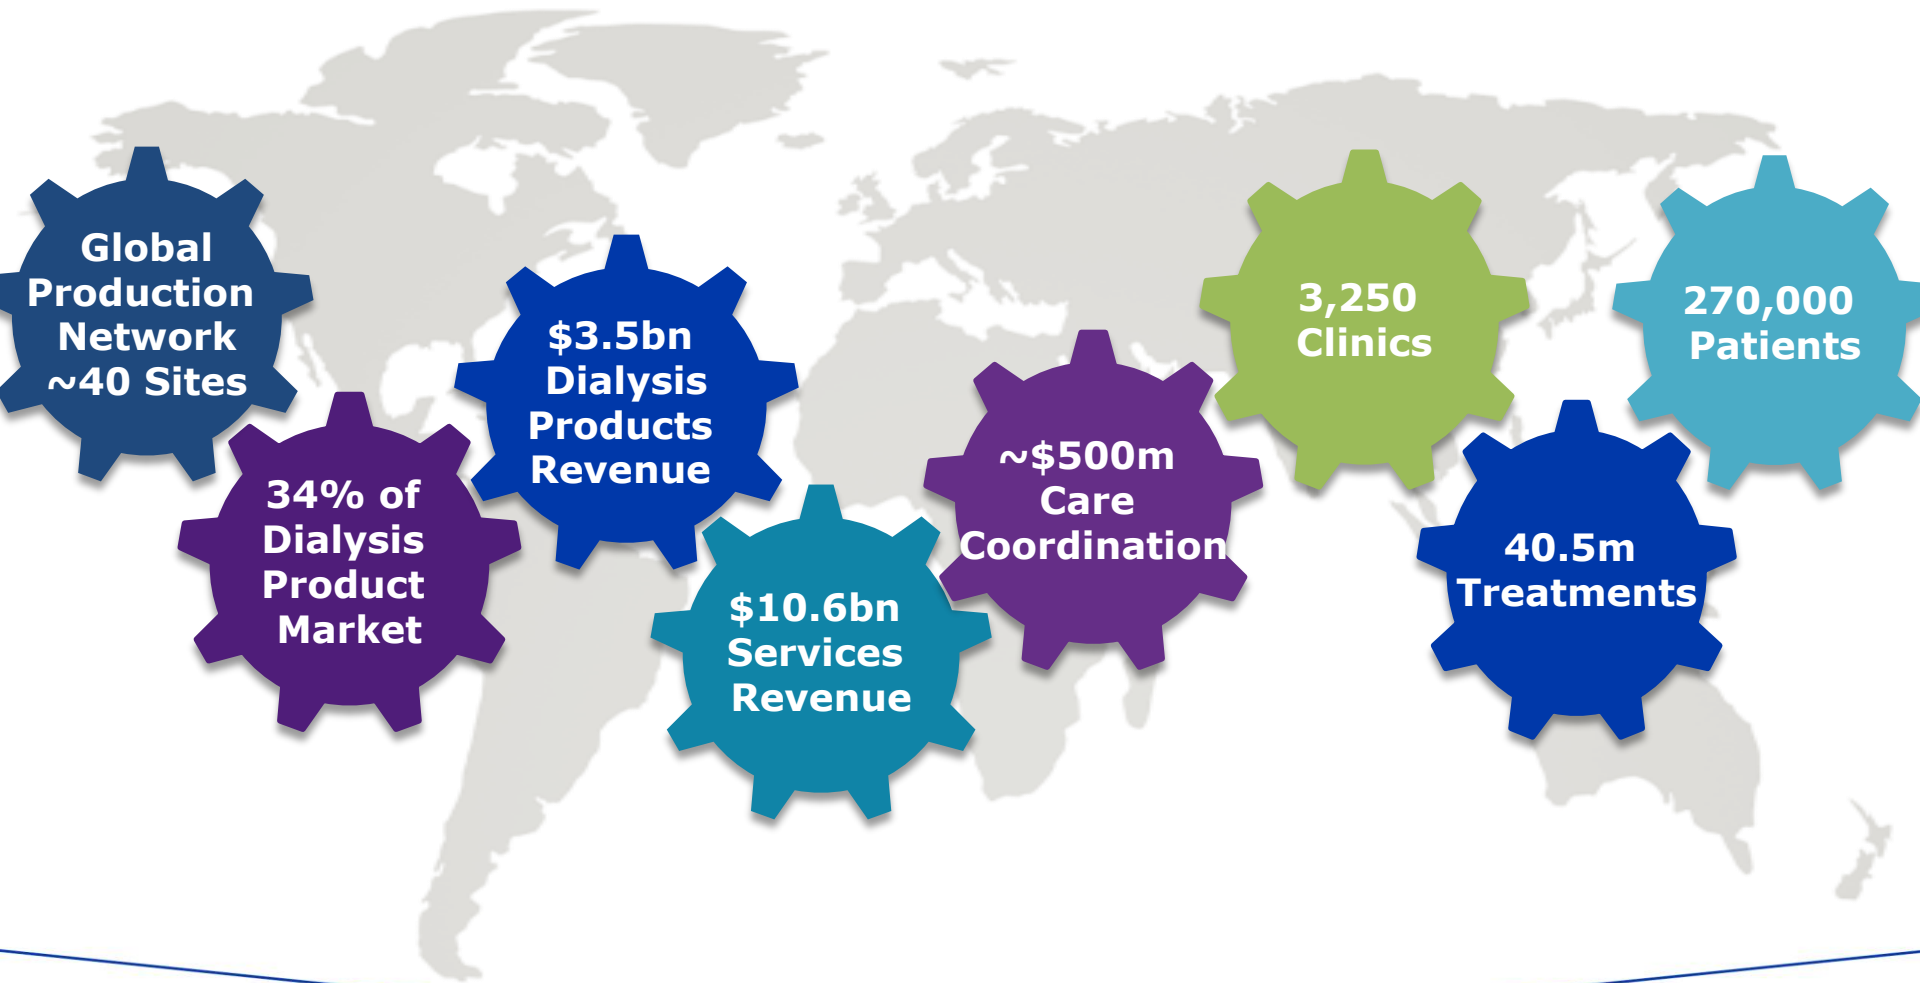 Global
Production
Network
~40 Sites
34% of
Dialysis
Product
Market
$3.5bn
Dialysis
Products
Revenue
$10.6bn
Services
Revenue
~$500m
Care
Coordination
3,250
Clinics
40.5m
Treatments
270,000
Patients